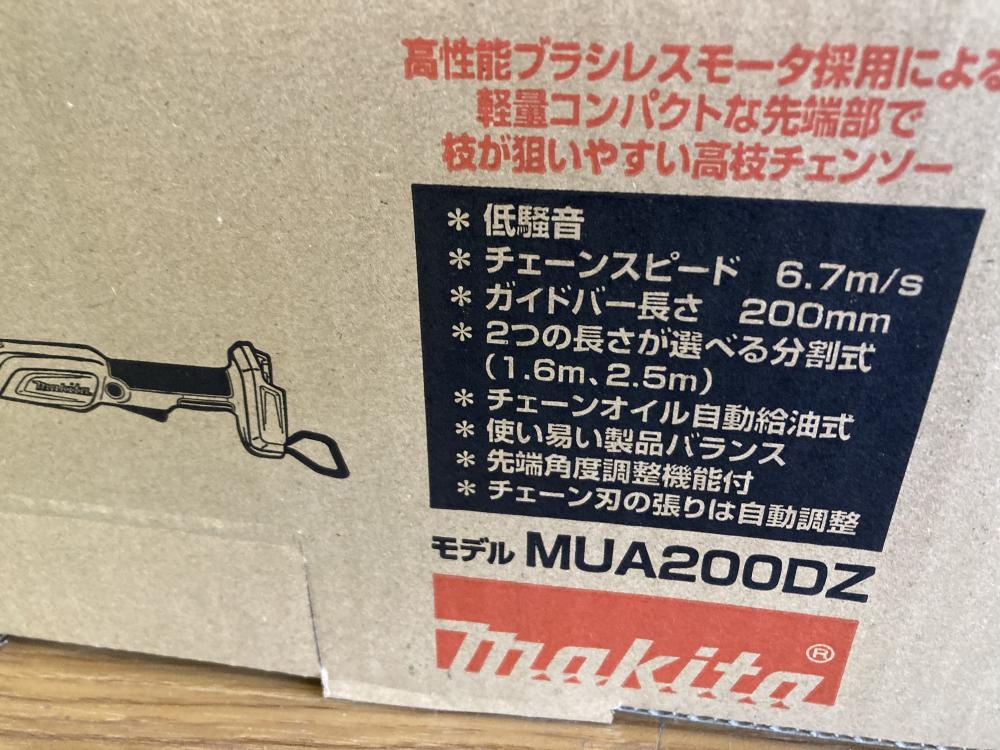 高性能ブラシレスモータ採用による
軽量コンパクトな先端部で
枝が狙いやすい高枝チェンソー
* 低騒音
* チェーンスピード 6.7m/s
* ガイドバー長さ 200mm
* 2つの長さが選べる分割式
(1.6m、2.5m)
* チェーンオイル自動給油式
* 使い易い製品バランス
* 先端角度調整機能付
* チェーン刃の張りは自動調整
makita
モデル MUA200DZ
makita®